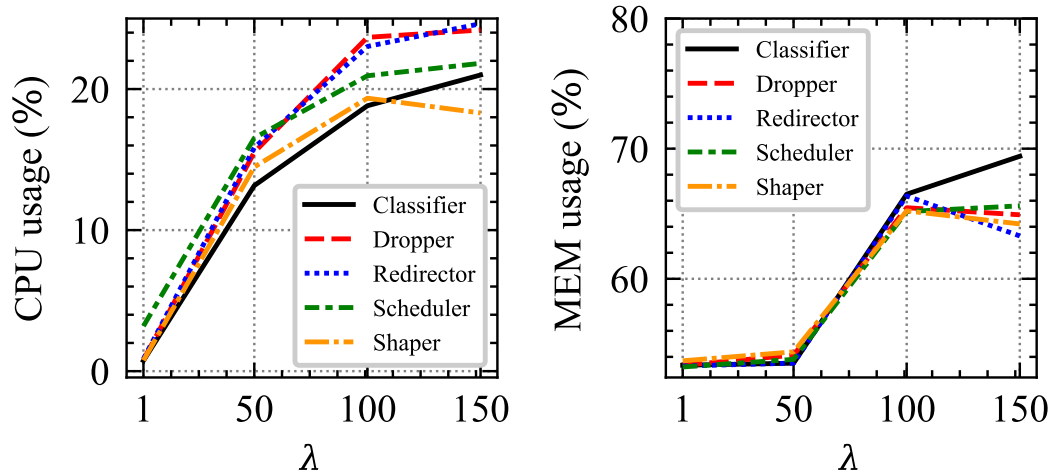 CPU usage (%)
20
10
0
Classifier
Dropper
Redirector
Scheduler
Shaper
1 50 100 150
λ
MEM usage (%)
80
70
60
Classifier
Dropper
Redirector
Scheduler
Shaper
1 50 100 150
λ